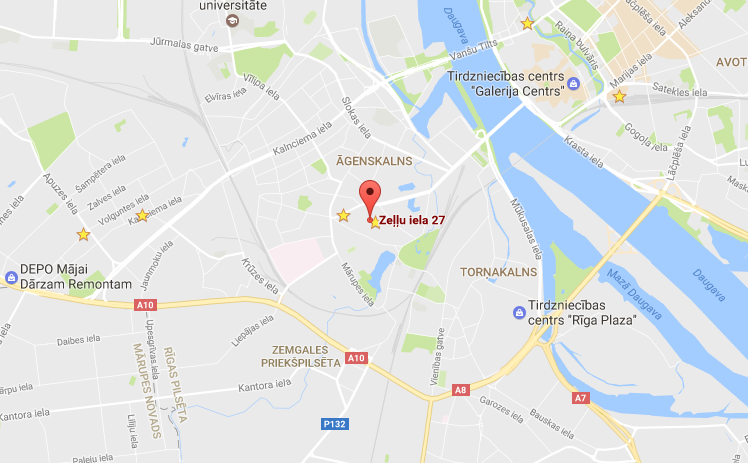 universitāte
Jūrmalas gatve
Daugava
Vanšu Tilts
Raiņa bulvāris
Aleksand
Marijas iela
AVOT
Satekles iela
Tirdzniecības centrs
"Galerija Centrs"
Vīlipa iela
Elvīras iela
Slokas iela
Kalnciema iela
Gogoļa iela
Lāčplēša iela
Krasta iela
Mask
ĀGENSKALNS
Apuzes iela
Šampētera iela
Zalves iela
Volguntes iela
Kalnciema iela
Zeļļu iela 27
Mūkusalas iela
Jaunmoku iela
Krūzes iela
Mārupes iela
TORNAKALNS
Mazā Daugava
Daugava
DEPO Mājai
Dārzam Remontam
A10
Tirdzniecības
centrs "Rīga Plaza"
Liepājas iela
Daibes iela
Upesgrīvas iela
MĀRUPES NOVADS
RĪGAS PILSĒTA
ZEMGALES
PRIEKŠPILSĒTA
A10
Vienības gatve
Kantora iela
ārpu iela
A8
A7
Kantora iela
Garozes iela
Bauskas iela
Līliju iela
P132
Paleju iela